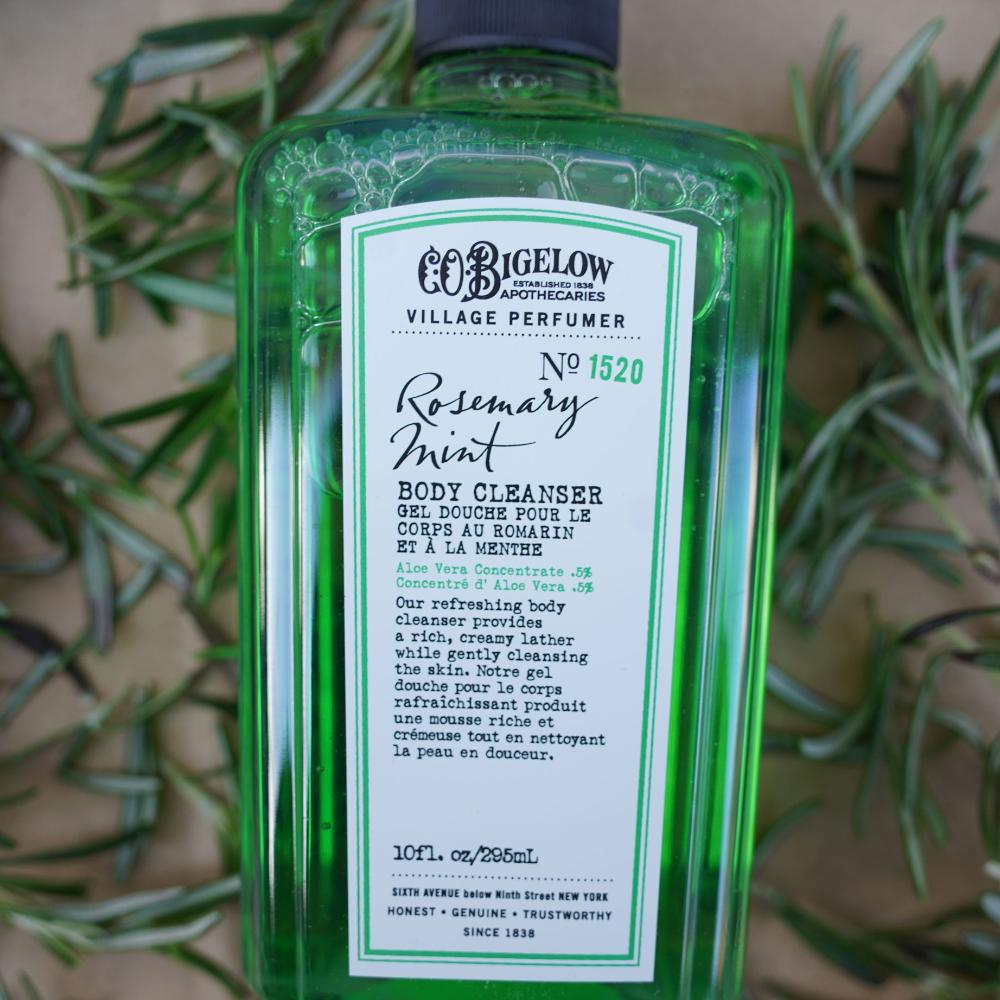 C.O. BIGELOW
ESTABLISHED 1838
APOTHECARIES
VILLAGE PERFUMER
Nº 1520
Rosemary
Mint
BODY CLEANSER
GEL DOUCHE POUR LE
CORPS AU ROMARIN
ET À LA MENTHE
Aloe Vera Concentrate .5%
Concentré d' Aloe Vera .5%
Our refreshing body
cleanser provides
a rich, creamy lather
while gently cleansing
the skin. Notre gel
douche pour le corps
rafraîchissant produit
une mousse riche et
crémeuse tout en nettoyant
la peau en douceur.
10fl. oz/295mL
SIXTH AVENUE below Ninth Street NEW YORK
HONEST • GENUINE • TRUSTWORTHY
SINCE 1838